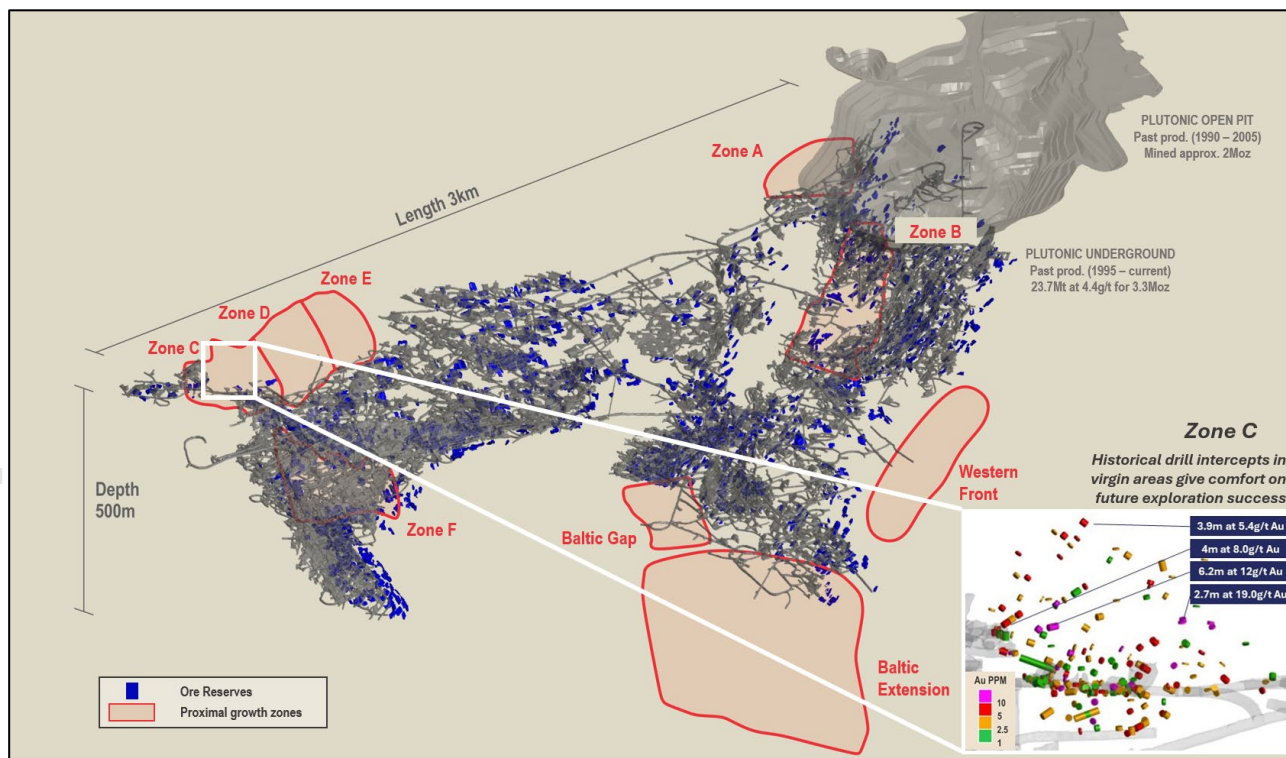 PLUTONIC OPEN PIT
Past prod. (1990 – 2005)
Mined approx. 2Moz
Zone A
Length 3km
Zone B
PLUTONIC UNDERGROUND
Past prod. (1995 – current)
23.7Mt at 4.4g/t for 3.3Moz
Zone E
Zone D
Zone C
Depth
500m
Zone F
Baltic Gap
Western
Front
Baltic
Extension
Zone C
Historical drill intercepts in
virgin areas give comfort on
future exploration success
3.9m at 5.4g/t Au
4m at 8.0g/t Au
6.2m at 12g/t Au
2.7m at 19.0g/t Au
Au PPM
10
5
2.5
1
Ore Reserves
Proximal growth zones